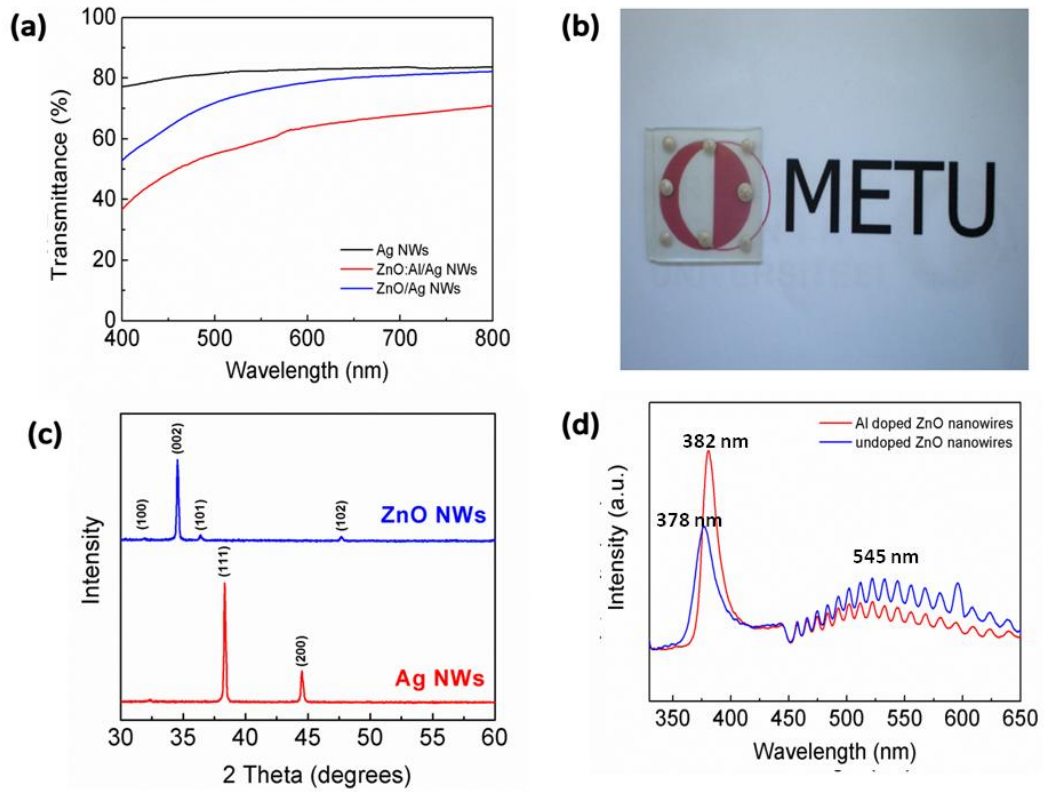 (a)
100
80
60
40
20
0
Transmittance (%)
Ag NWs
ZnO:Al/Ag NWs
ZnO/Ag NWs
400 500 600 700 800
Wavelength (nm)
(b)
METU
(c)
(100)
(002)
(101)
(102)
ZnO NWs
(111)
(200)
Ag NWs
Intensity
30 35 40 45 50 55 60
2 Theta (degrees)
(d)
Al doped ZnO nanowires
undoped ZnO nanowires
382 nm
378 nm
545 nm
Intensity (a.u.)
350 400 450 500 550 600 650
Wavelength (nm)